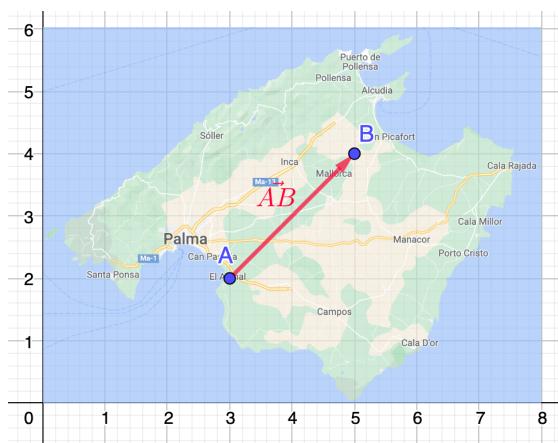 6
Puerto de
Pollensa
Pollensa
5
Alcudia
B
Sóller
n Picafort
4
Inca
Cala Rajada
Mallorca
Ma-13
AB
3
Cala Millor
Palma
Manacor
A
Can Pa
Ma-1
Porto Cristo
Santa Ponsa
El A
al
2
Campos
1
Cala D'or
0 1 2 3 4 5 6 7 8